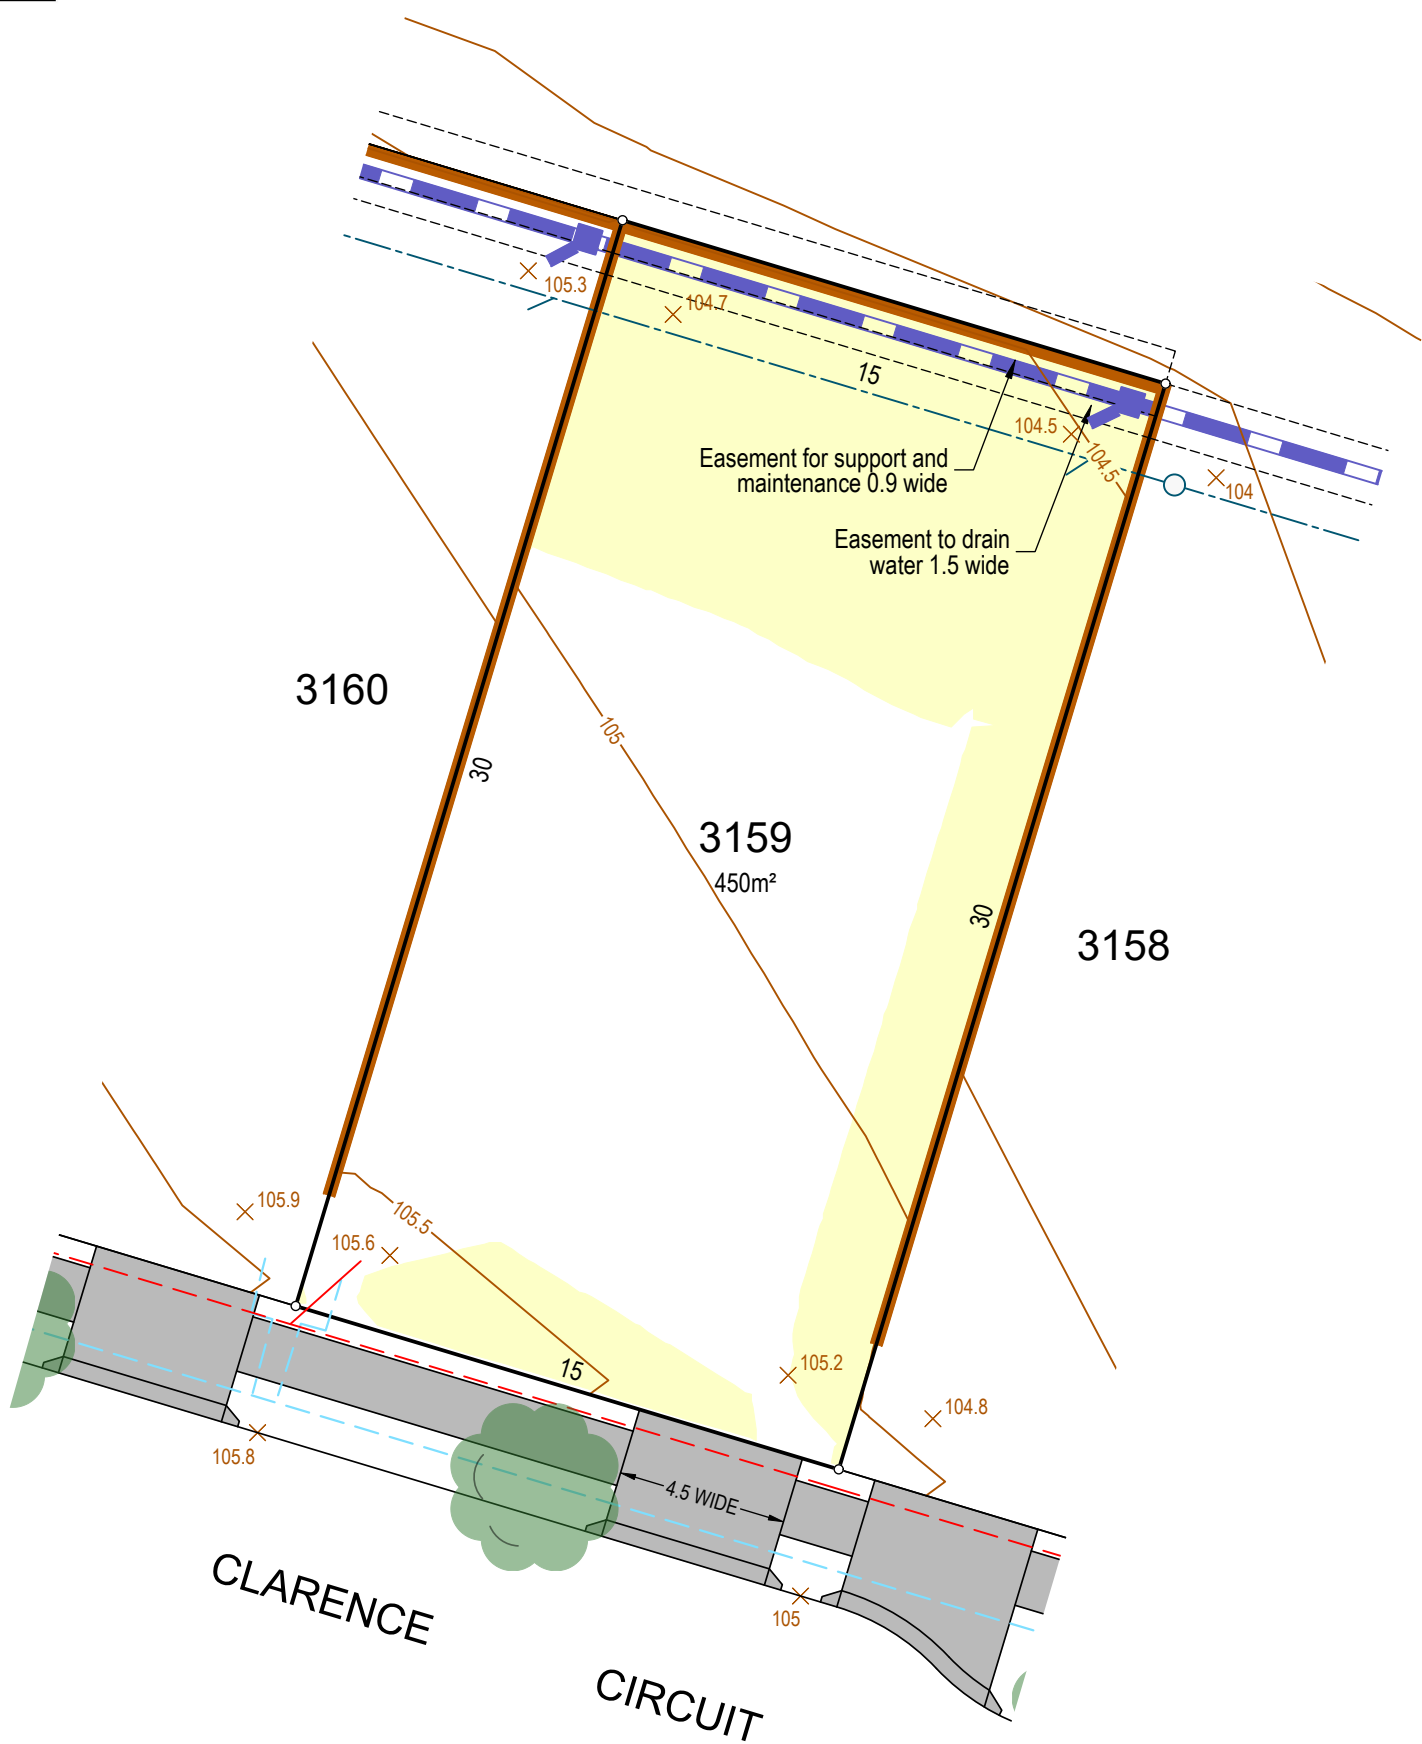 105.3
104.7
15
104.5
104.5
104
Easement for support and
maintenance 0.9 wide
Easement to drain
water 1.5 wide
3160
105
30
3159
450m²
30
3158
105.9
105.5
105.6
15
105.2
104.8
105.8
4.5 WIDE
105
CLARENCE
CIRCUIT